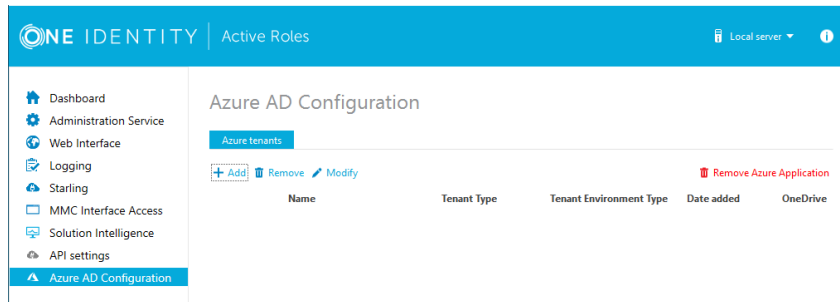 ONE IDENTITY Active Roles
Local server
Dashboard
Administration Service
Web Interface
Logging
Starling
MMC Interface Access
Solution Intelligence
API settings
Azure AD Configuration
Azure AD Configuration
Azure tenants
Add Remove Modify Remove Azure Application
Name Tenant Type Tenant Environment Type Date added OneDrive